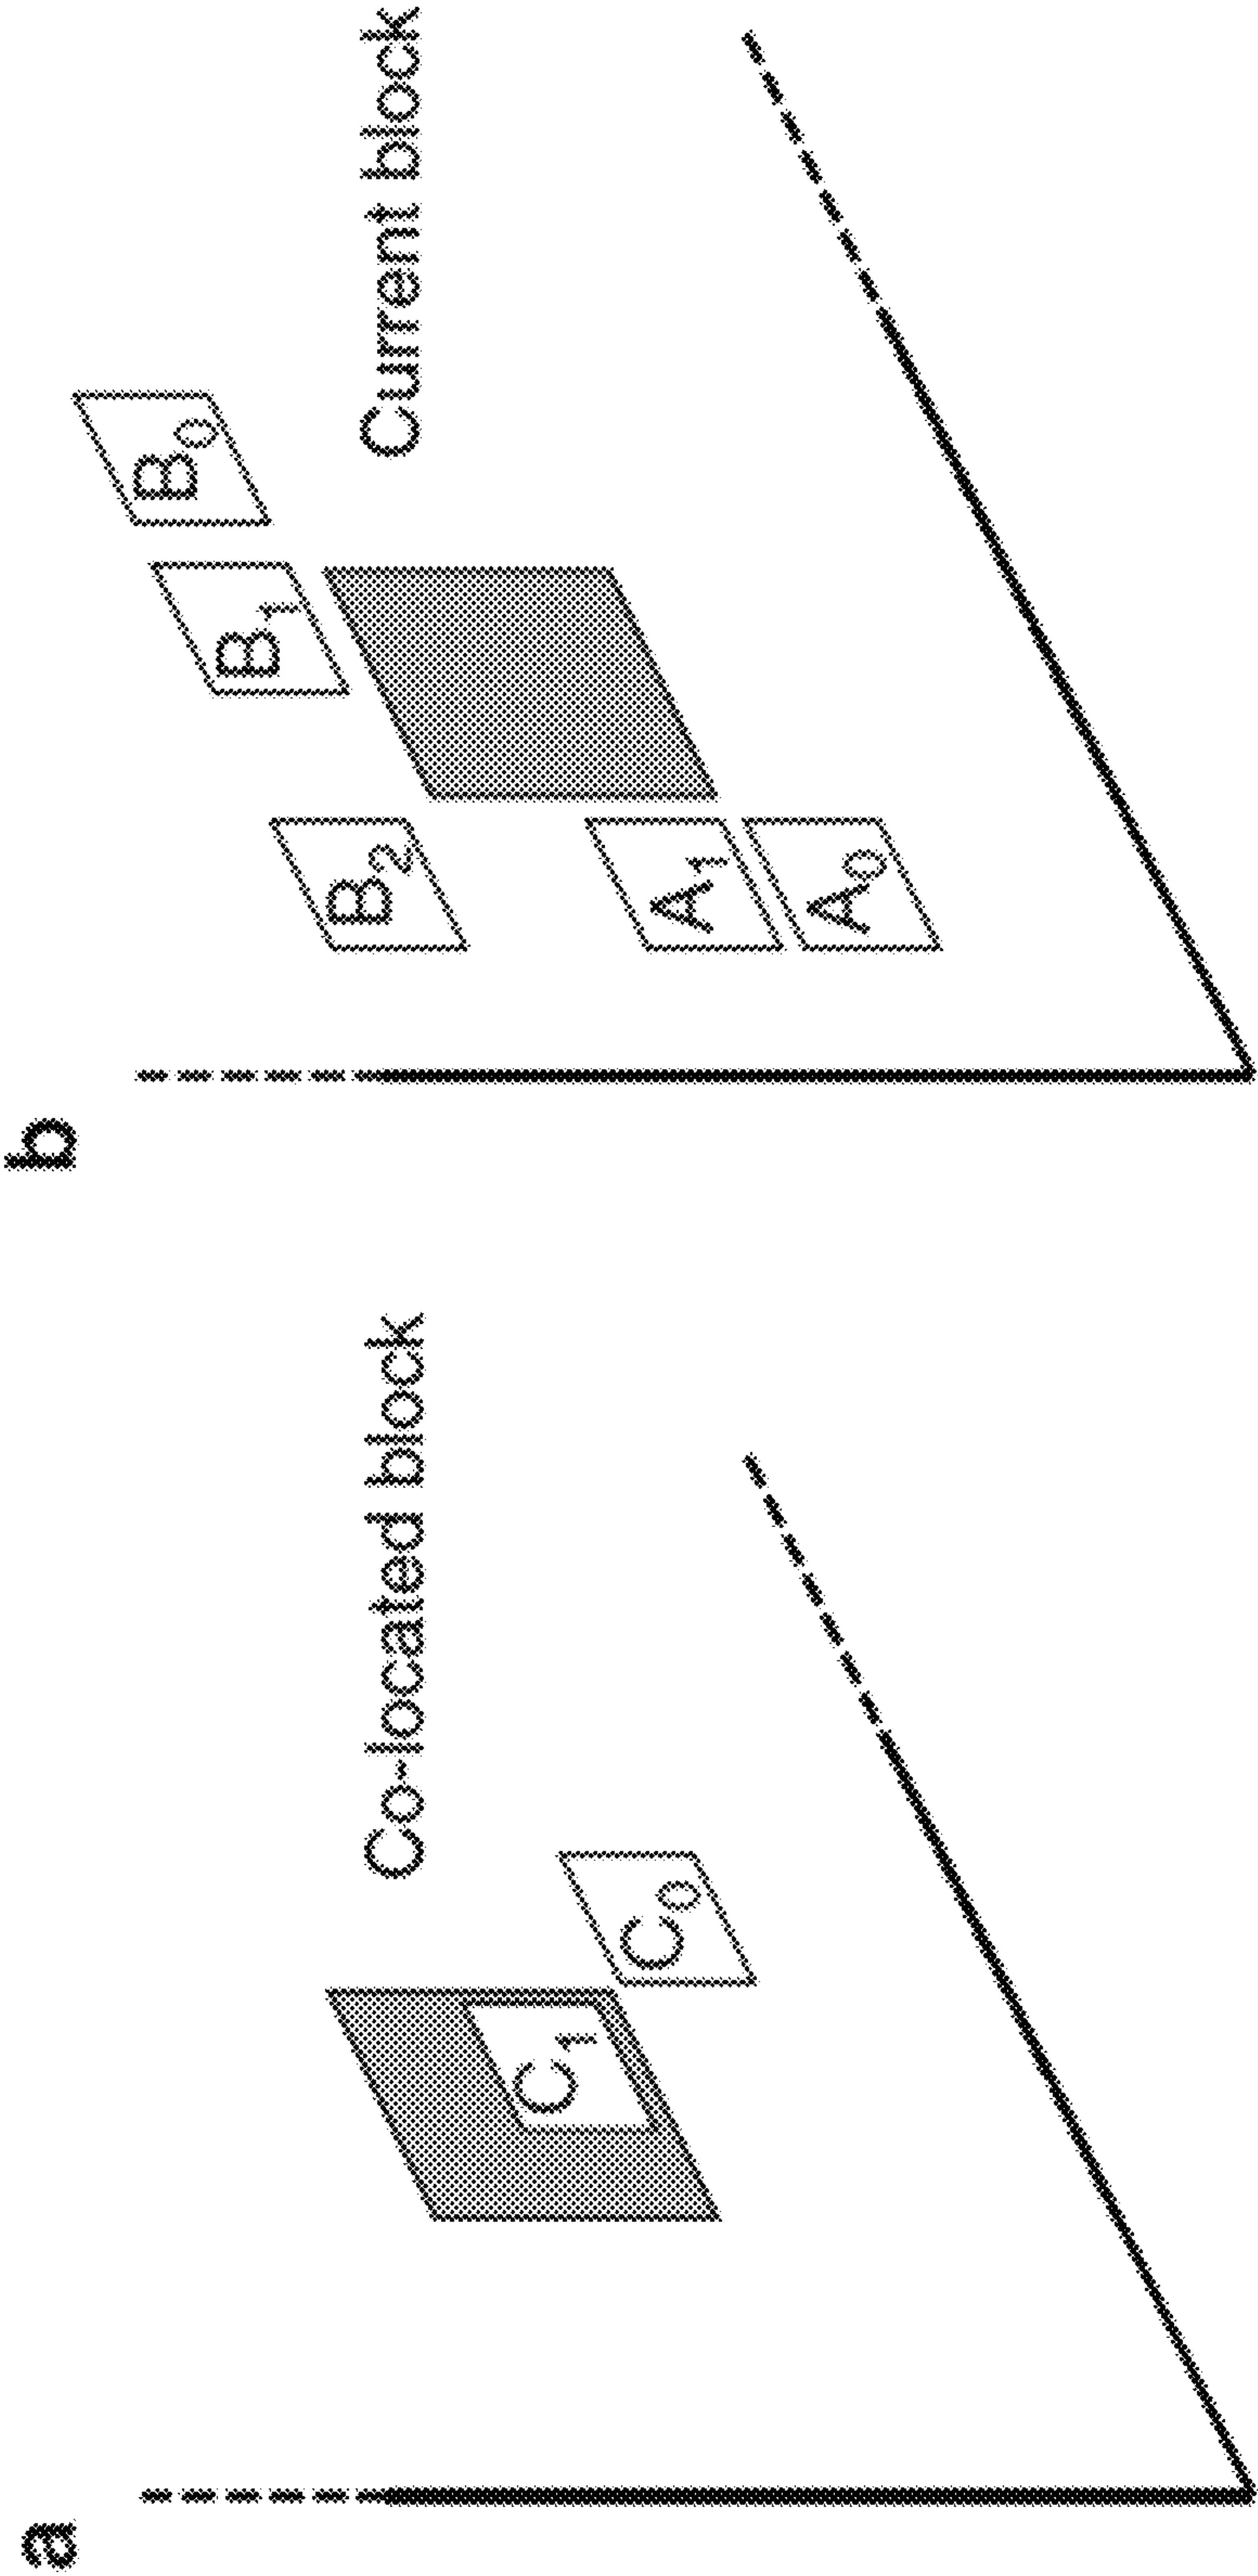 a
Co-located block
C1
C0
b
Current block
B2
B1
B0
A1
A0